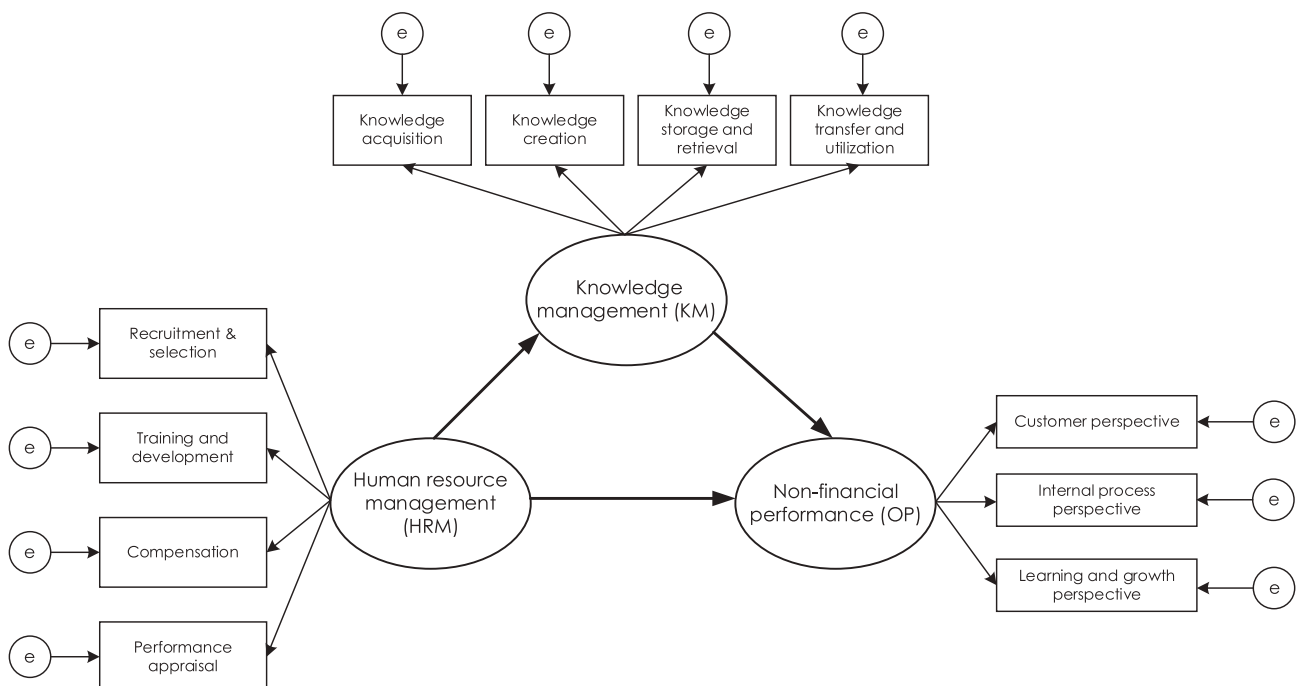 e
e
e
e
Knowledge
acquisition
Knowledge
creation
Knowledge
storage and
retrieval
Knowledge
transfer and
utilization
Knowledge
management (KM)
e
Recruitment &
selection
e
Training and
development
e
Compensation
e
Performance
appraisal
Human resource
management
(HRM)
Non-financial
performance (OP)
Customer perspective
e
Internal process
perspective
e
Learning and growth
perspective
e